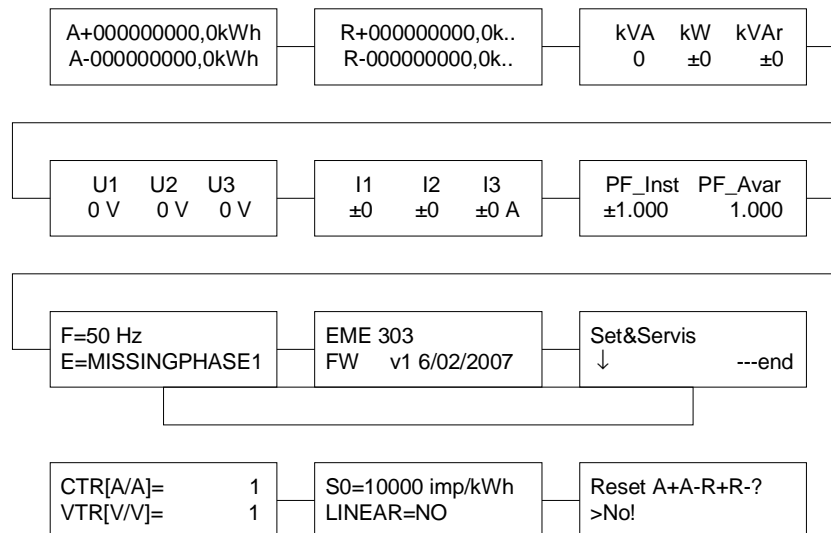 A+000000000,0kWh
A-000000000,0kWh
R+000000000,0k..
R-000000000,0k..
kVA kW kVAr
0 ±0 ±0
U1 U2 U3
0 V 0 V 0 V
I1 I2 I3
±0 ±0 ±0 A
PF_Inst PF_Avar
±1.000 1.000
F=50 Hz
E=MISSINGPHASE1
EME 303
FW v1 6/02/2007
Set&Servis
↓ ---end
CTR[A/A]= 1
VTR[V/V]= 1
S0=10000 imp/kWh
LINEAR=NO
Reset A+A-R+R-?
>No!